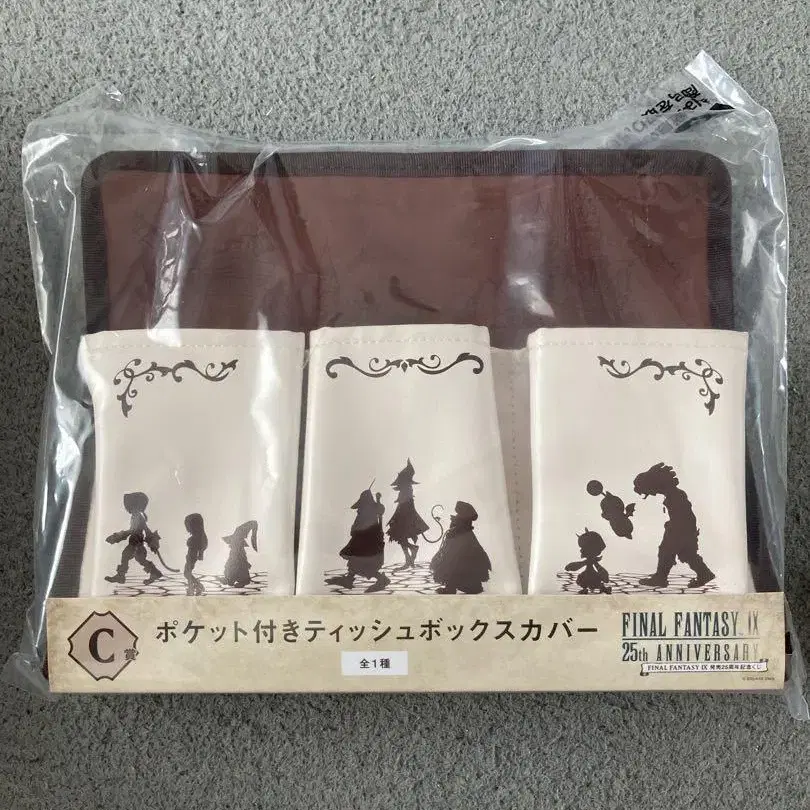 C賞
ポケット付きティッシュボックスカバー
全1種
FINAL FANTASY IX
25th ANNIVERSARY
FINAL FANTASY IX 発売25周年記念くじ